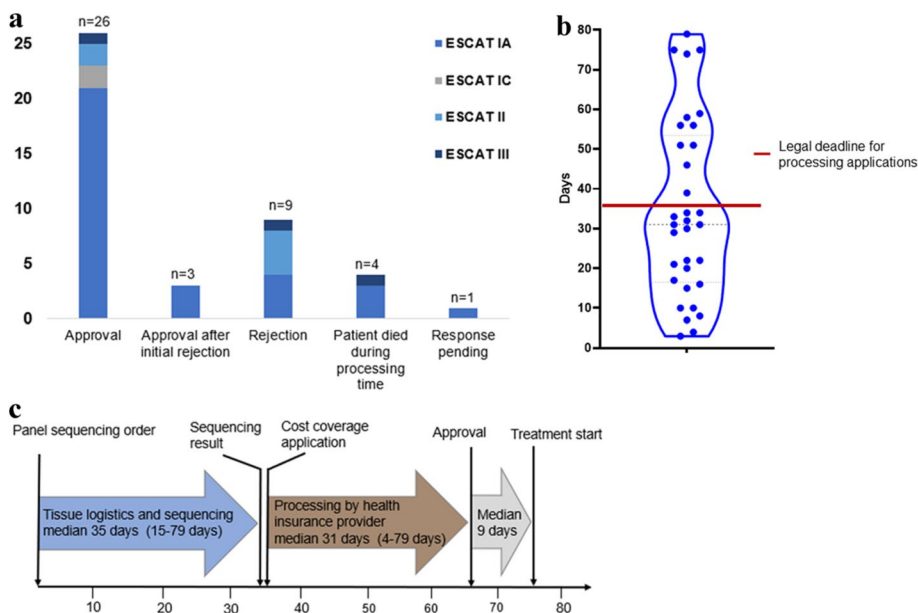 a
n=26
25
20
15
10
5
0
n=3
n=9
n=4
n=1
Approval
Approval after
initial rejection
Rejection
Patient died
during
processing
time
Response
pending
ESCAT IA
ESCAT IC
ESCAT II
ESCAT III
b
Days
80
70
60
50
40
30
20
10
0
Legal deadline for
processing applications
c
Panel sequencing order
Sequencing
result
Cost coverage
application
Approval
Treatment start
Tissue logistics and sequencing
median 35 days (15-79 days)
Processing by health
insurance provider
median 31 days (4-79 days)
Median
9 days
10
20
30
40
50
60
70
80